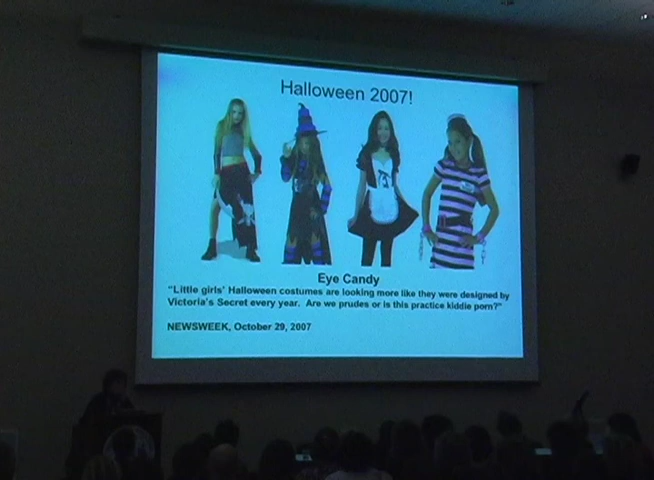 Halloween 2007!
Eye Candy
"Little girls' Halloween costumes are looking more like they were designed by
Victoria's Secret every year. Are we prudes or is this practice kiddie porn?"
NEWSWEEK, October 29, 2007